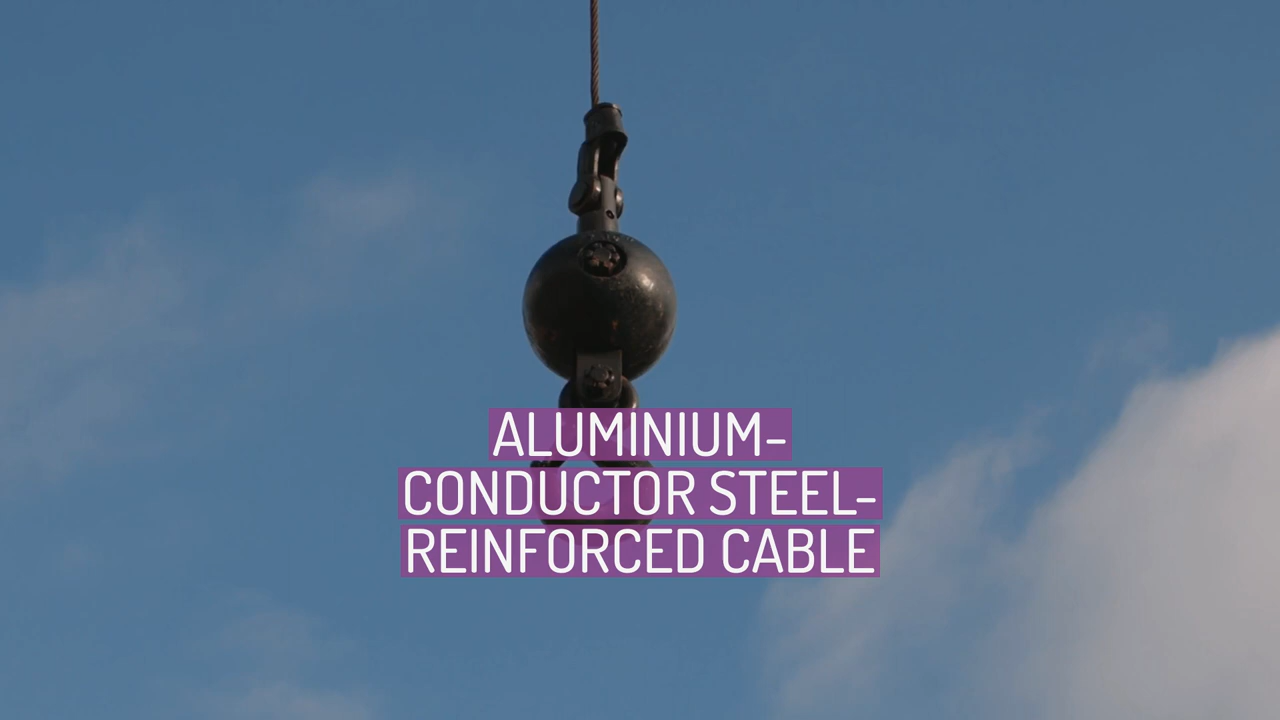 ALUMINIUM-
CONDUCTOR STEEL-
REINFORCED CABLE